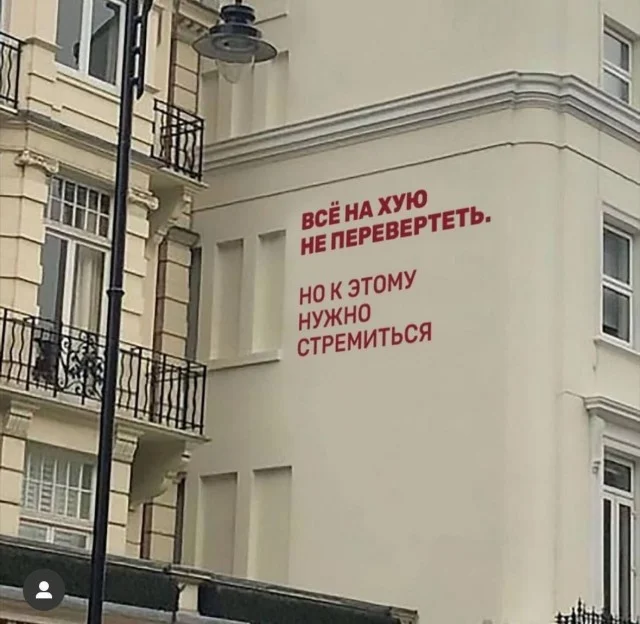 ВСЁ НА ХУЮ
НЕ ПЕРЕВЕРТЕТЬ.
НО К ЭТОМУ
НУЖНО
СТРЕМИТЬСЯ